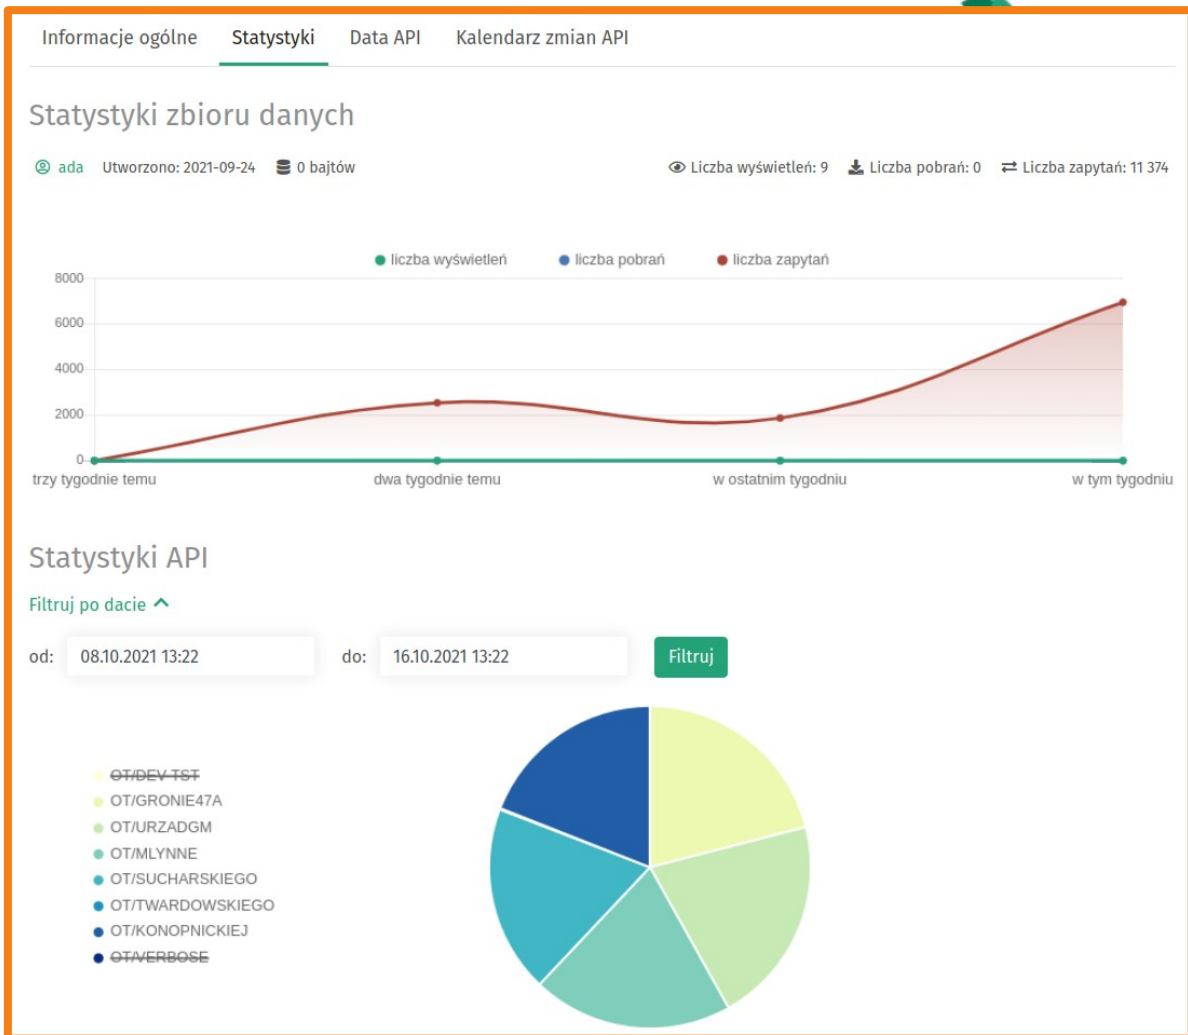 Informacje ogólne Statystyki Data API Kalendarz zmian API
Statystyki zbioru danych
ada Utworzono: 2021-09-24 0 bajtów Liczba wyświetleń: 9 Liczba pobrań: 0 Liczba zapytań: 11 374
liczba wyświetleń liczba pobrań liczba zapytań
8000
6000
4000
2000
0
trzy tygodnie temu dwa tygodnie temu w ostatnim tygodniu w tym tygodniu
Statystyki API
Filtruj po dacie
od: 08.10.2021 13:22 do: 16.10.2021 13:22 Filtruj
OT/DEV-TST
OT/GRONIE47A
OT/URZADGM
OT/MLYNNE
OT/SUCHARSKIEGO
OT/TWARDOWSKIEGO
OT/KONOPNICKIEJ
OT/VERBOSE